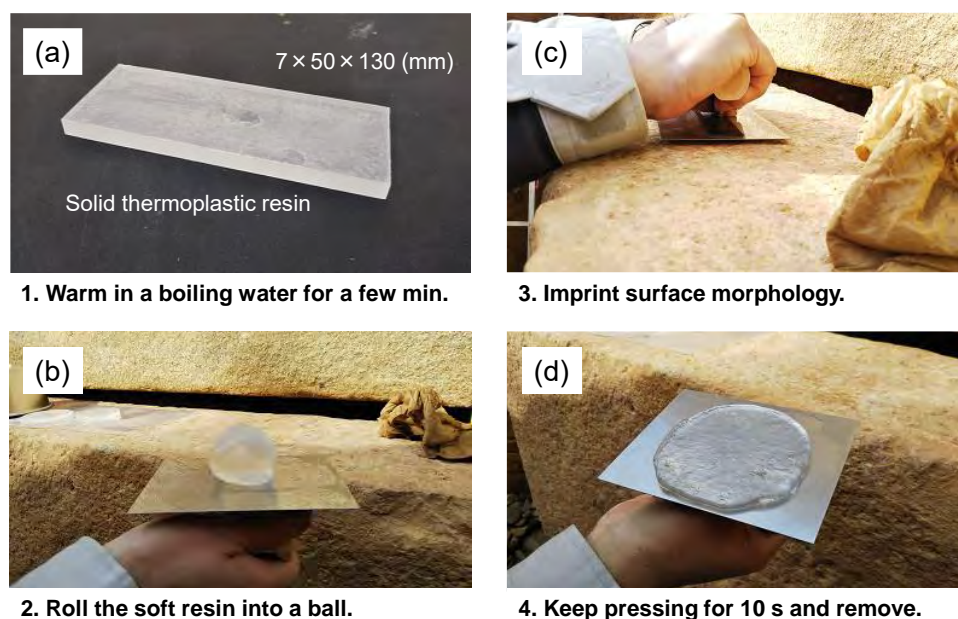 (a)
7 × 50 × 130 (mm)
Solid thermoplastic resin
1. Warm in a boiling water for a few min.
(b)
2. Roll the soft resin into a ball.
(c)
3. Imprint surface morphology.
(d)
4. Keep pressing for 10 s and remove.